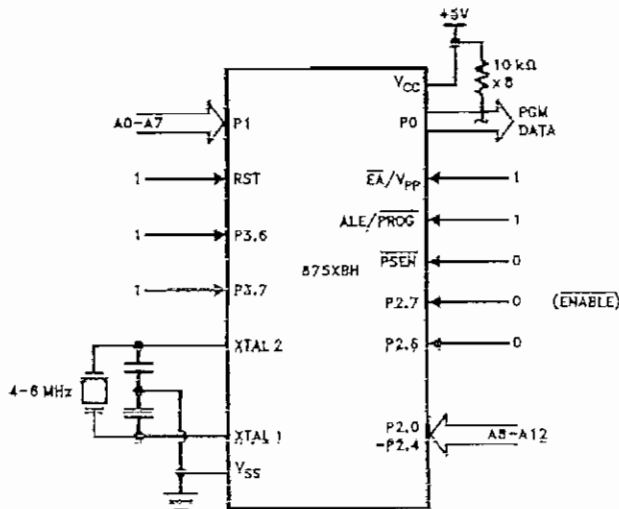 +5V
10 kΩ
x 8
VCC
A0-A7
P1
P0
PGM
DATA
1
RST
EA/VPP
1
ALE/PROG
1
1
P3.6
PSEN
0
875XBH
1
P3.7
P2.7
0
(ENABLE)
XTAL 2
P2.6
0
4-6 MHz
XTAL 1
P2.0
-P2.4
A8-A12
VSS